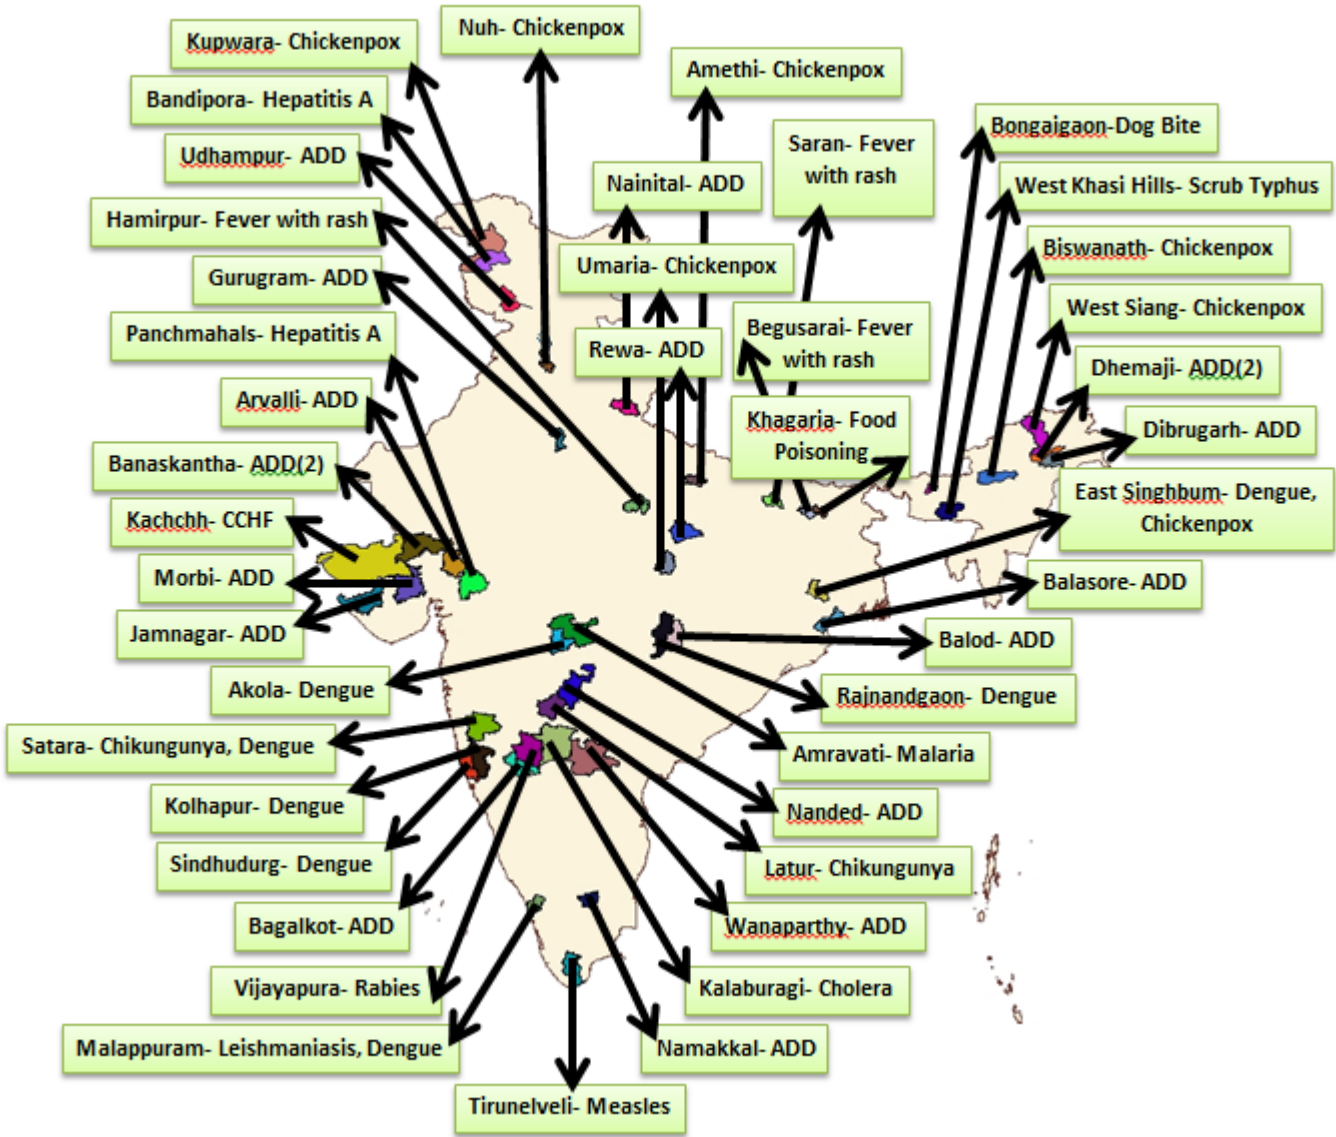 Nuh- Chickenpox
Kupwara- Chickenpox
Amethi- Chickenpox
Bandipora- Hepatitis A
Bongaigaon-Dog Bite
Saran- Fever
with rash
Udhampur- ADD
Nainital- ADD
West Khasi Hills- Scrub Typhus
Hamirpur- Fever with rash
Biswanath- Chickenpox
Umaria- Chickenpox
Gurugram- ADD
West Siang- Chickenpox
Panchmahals- Hepatitis A
Begusarai- Fever
with rash
Rewa- ADD
Dhemaji- ADD(2)
Arvalli- ADD
Khagaria- Food
Poisoning
Dibrugarh- ADD
Banaskantha- ADD(2)
East Singhbum- Dengue,
Chickenpox
Kachchh- CCHF
Morbi- ADD
Balasore- ADD
Jamnagar- ADD
Balod- ADD
Akola- Dengue
Rajnandgaon- Dengue
Satara- Chikungunya, Dengue
Amravati- Malaria
Kolhapur- Dengue
Nanded- ADD
Sindhudurg- Dengue
Latur- Chikungunya
Bagalkot- ADD
Wanaparthy- ADD
Vijayapura- Rabies
Kalaburagi- Cholera
Malappuram- Leishmaniasis, Dengue
Namakkal- ADD
Tirunelveli- Measles